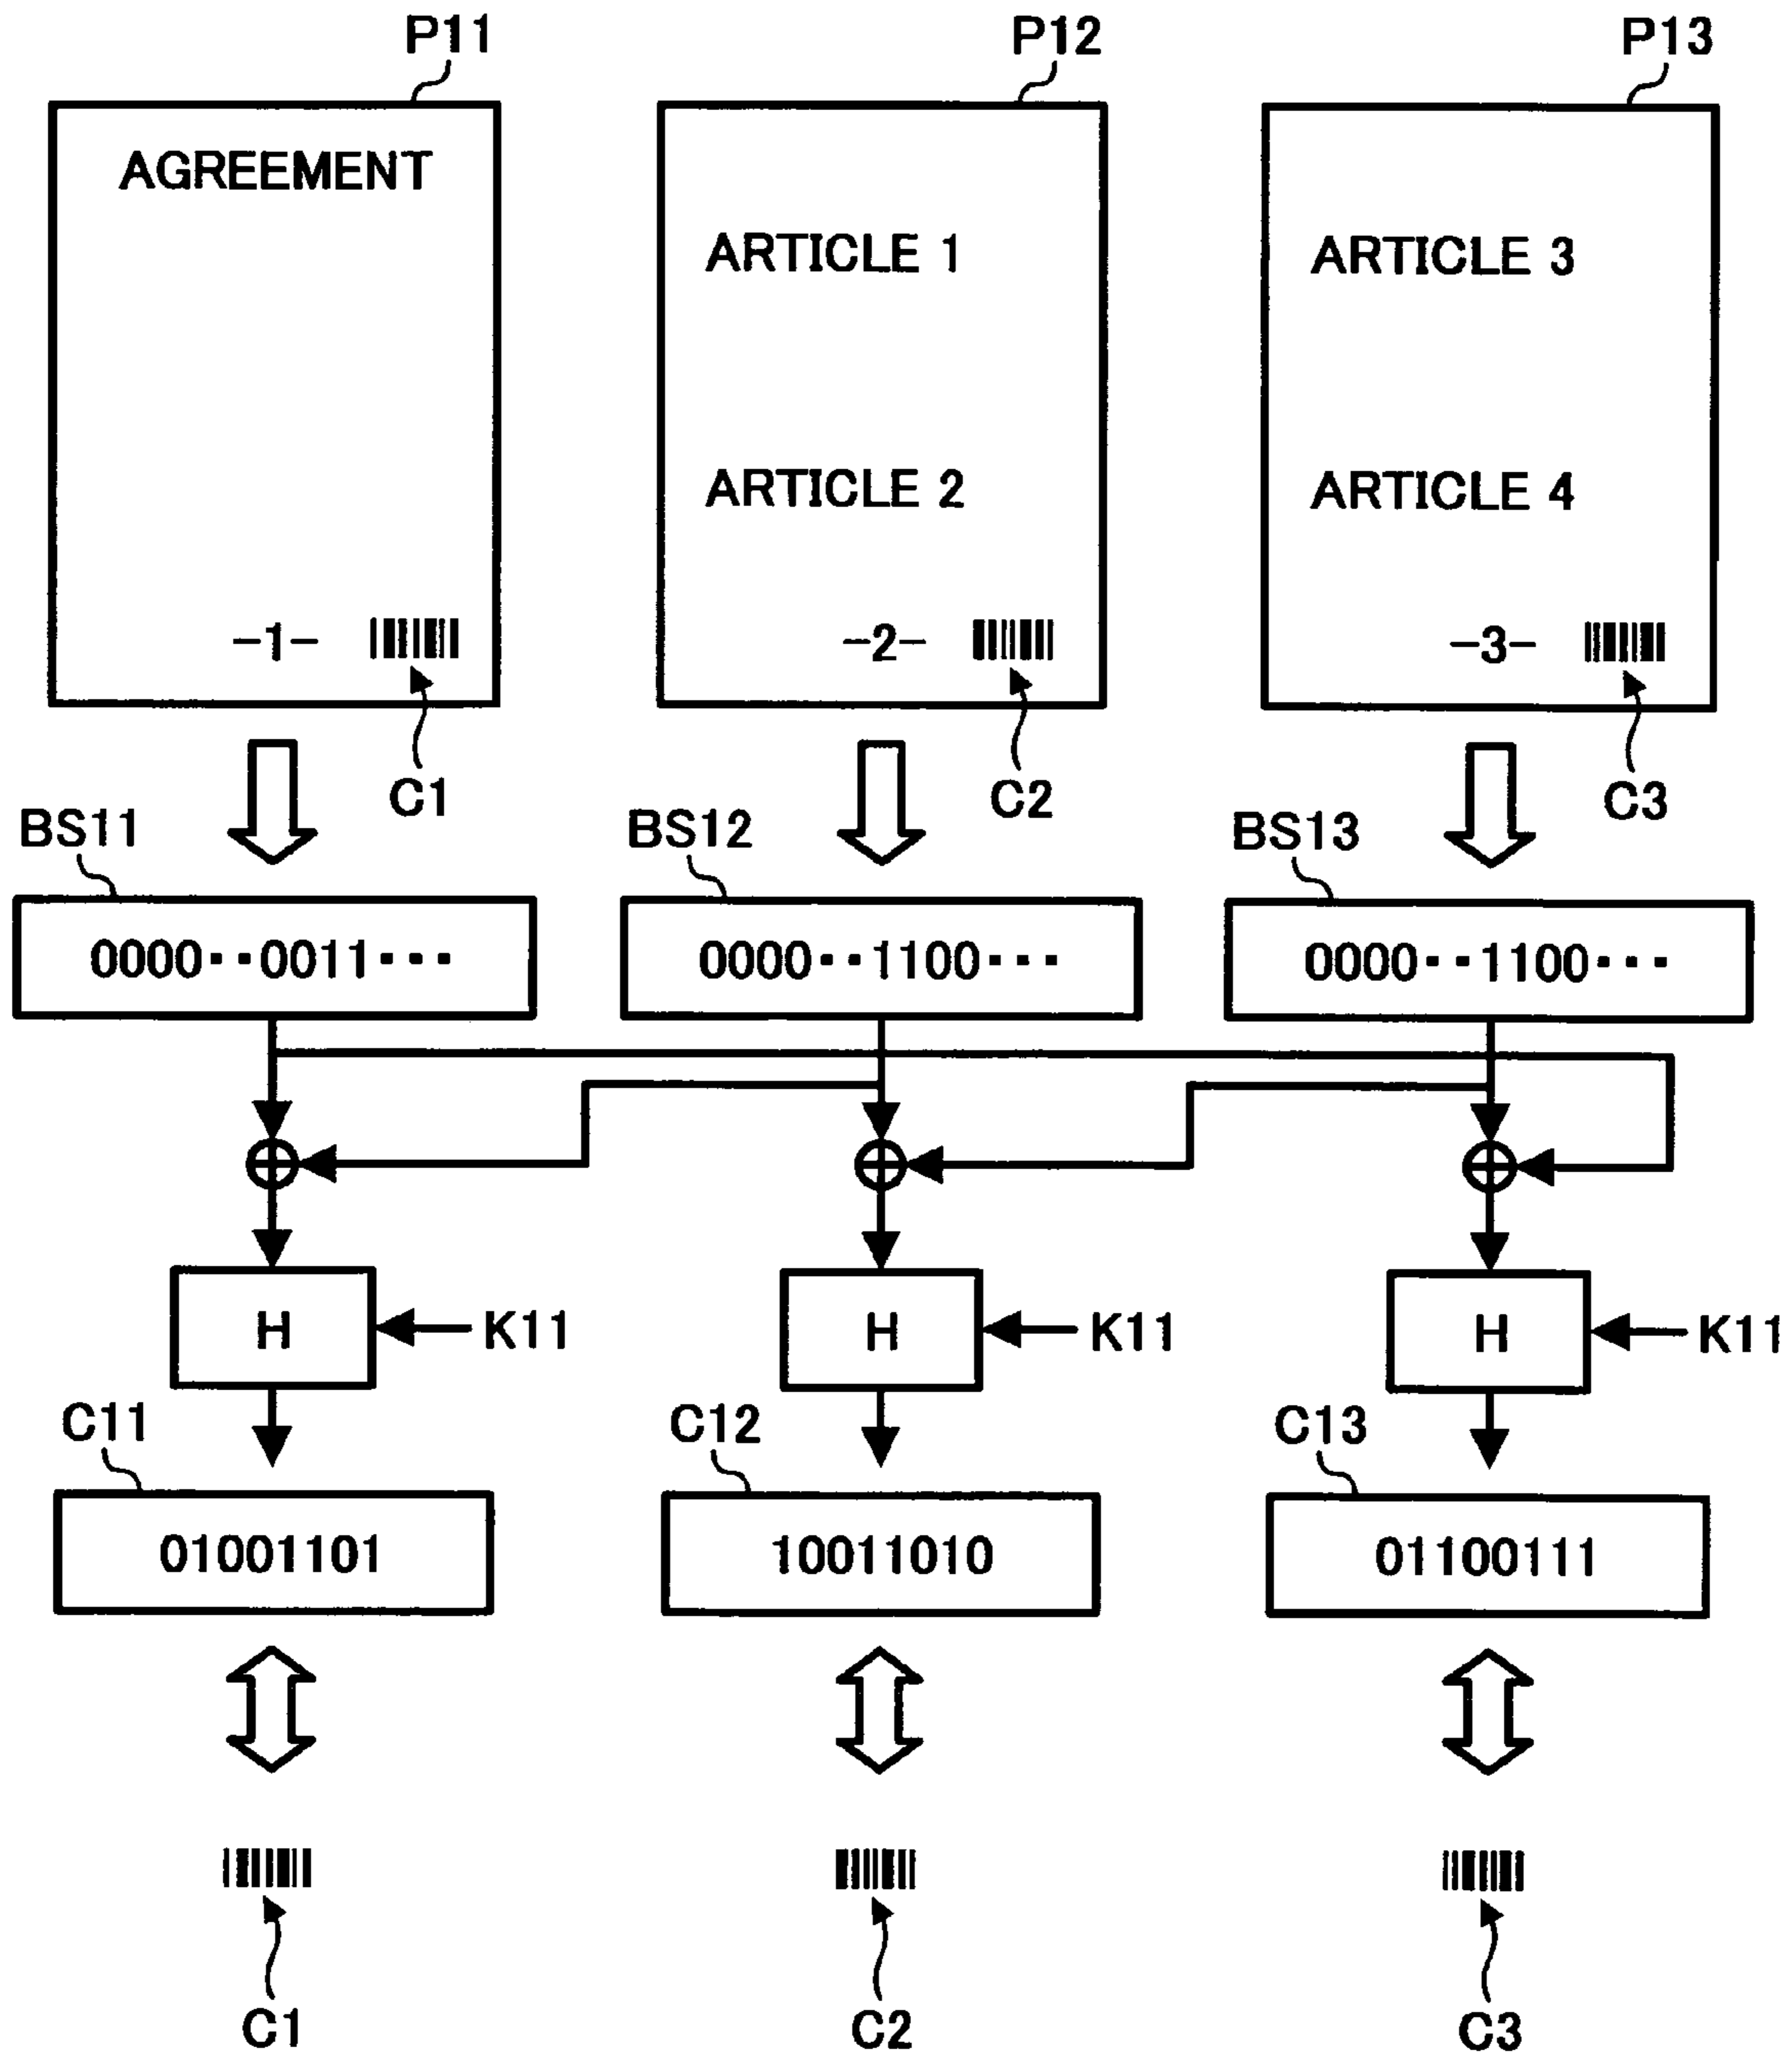 P11 P12 P13
AGREEMENT
ARTICLE 1 ARTICLE 3
ARTICLE 2 ARTICLE 4
-1- -2- -3-
C1 C2 C3
BS11 BS12 BS13
0000··0011··· 0000··1100··· 0000··1100···
H K11 H K11 H K11
C11 C12 C13
01001101 10011010 01100111
C1 C2 C3